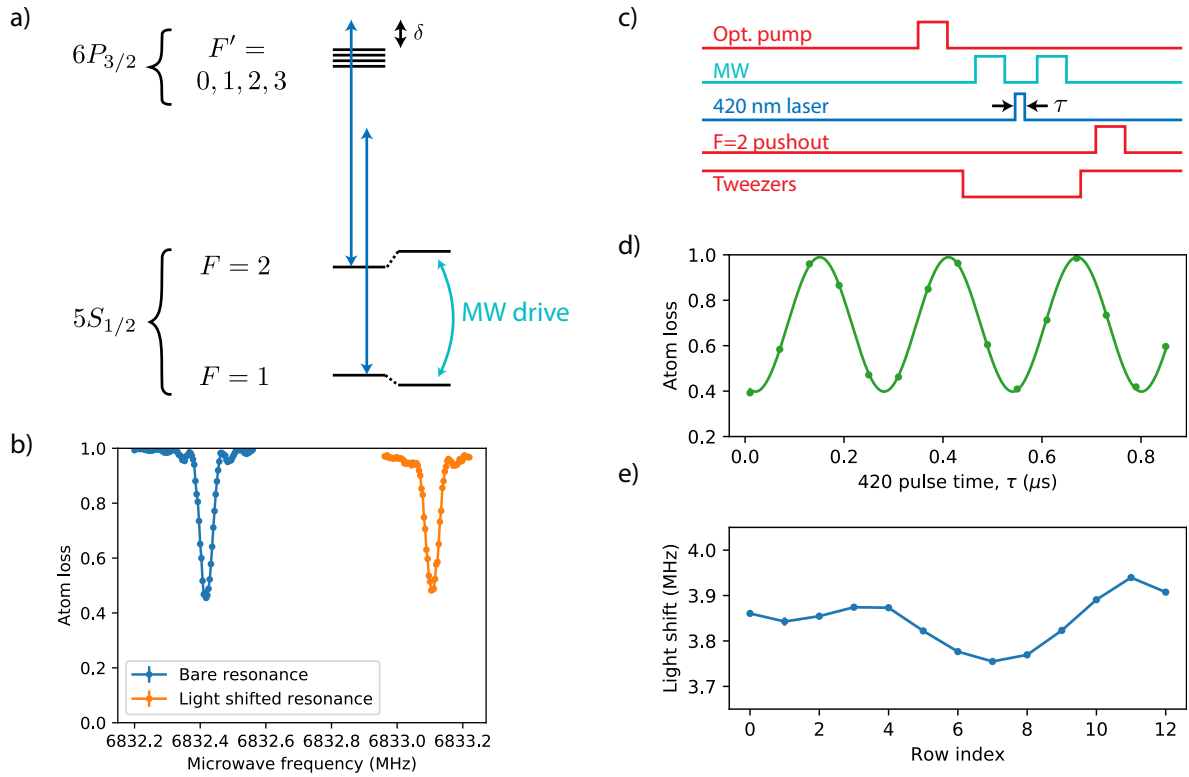 a)
6P3/2
F′ =
0, 1, 2, 3
δ
5S1/2
F = 2
F = 1
MW drive
b)
Atom loss
1.0
0.8
0.6
0.4
0.2
0.0
Bare resonance
Light shifted resonance
6832.2 6832.4 6832.6 6832.8 6833.0 6833.2
Microwave frequency (MHz)
c)
Opt. pump
MW
420 nm laser
τ
F=2 pushout
Tweezers
d)
Atom loss
1.0
0.8
0.6
0.4
0.2
0.0 0.2 0.4 0.6 0.8
420 pulse time, τ (μs)
e)
Light shift (MHz)
4.0
3.9
3.8
3.7
0 2 4 6 8 10 12
Row index